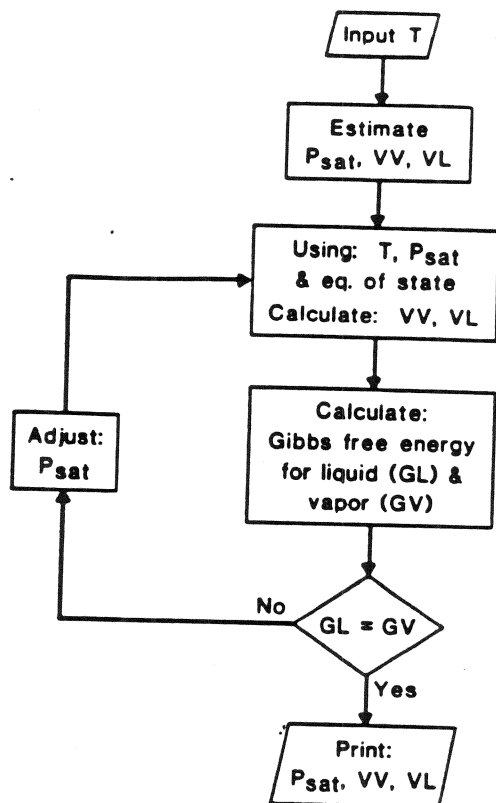 Input T
Estimate
Psat, VV, VL
Using: T, Psat
& eq. of state
Calculate: VV, VL
Calculate:
Gibbs free energy
for liquid (GL) &
vapor (GV)
Adjust:
Psat
No
GL = GV
Yes
Print:
Psat, VV, VL